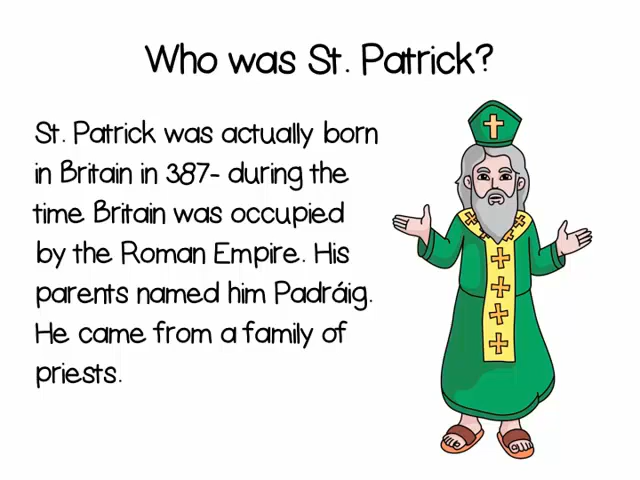 Who was St. Patrick?
St. Patrick was actually born
in Britain in 387- during the
time Britain was occupied
by the Roman Empire. His
parents named him Padráig.
He came from a family of
priests.